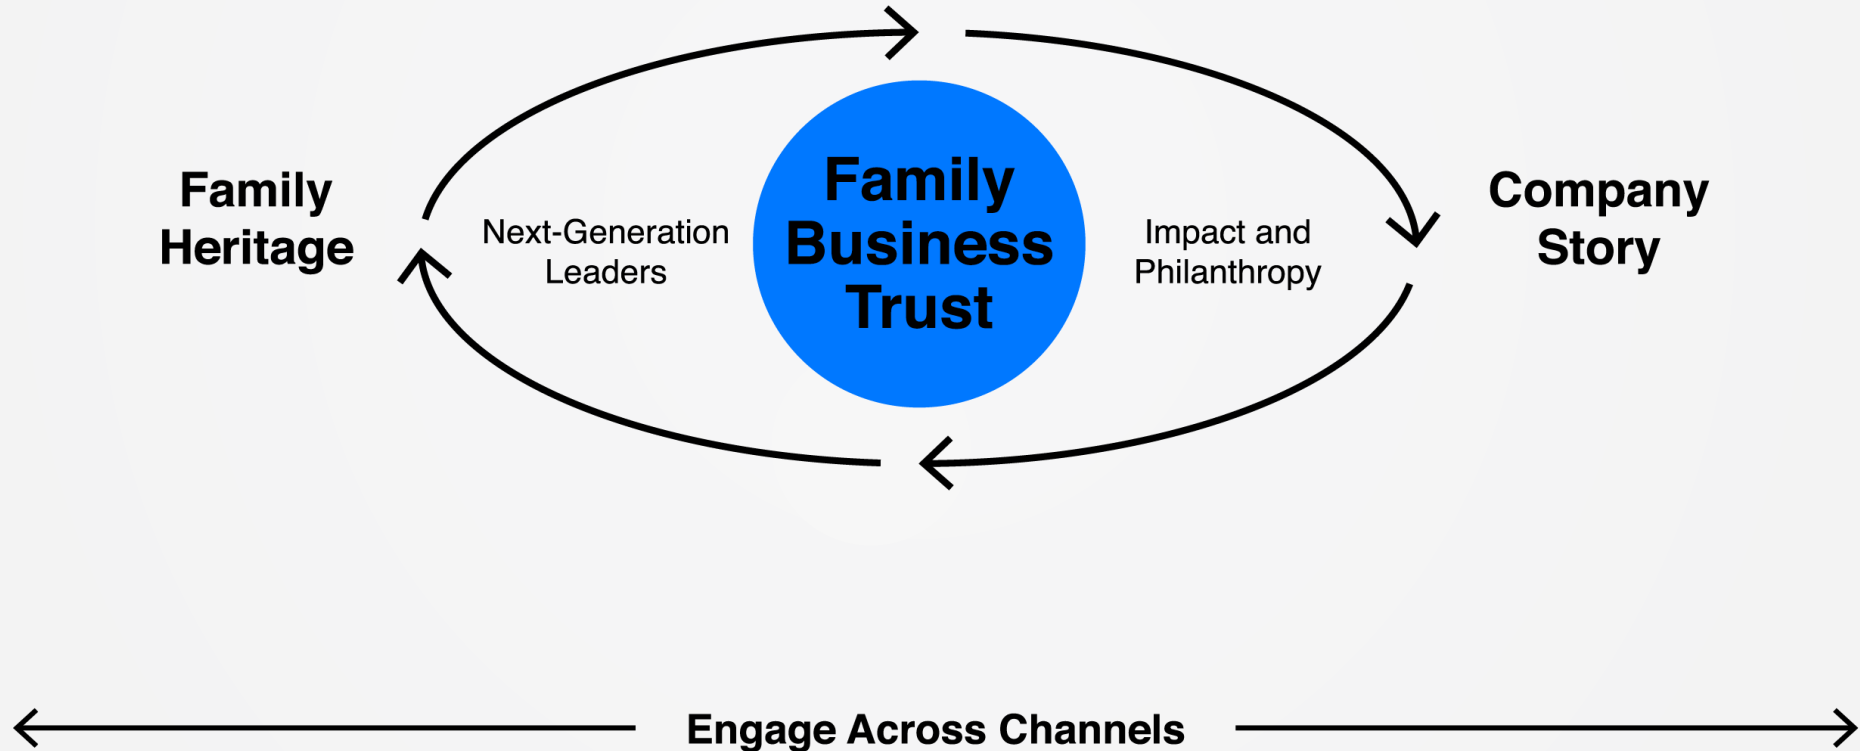 Family
Heritage
Next-Generation
Leaders
Family
Business
Trust
Impact and
Philanthropy
Company
Story
Engage Across Channels